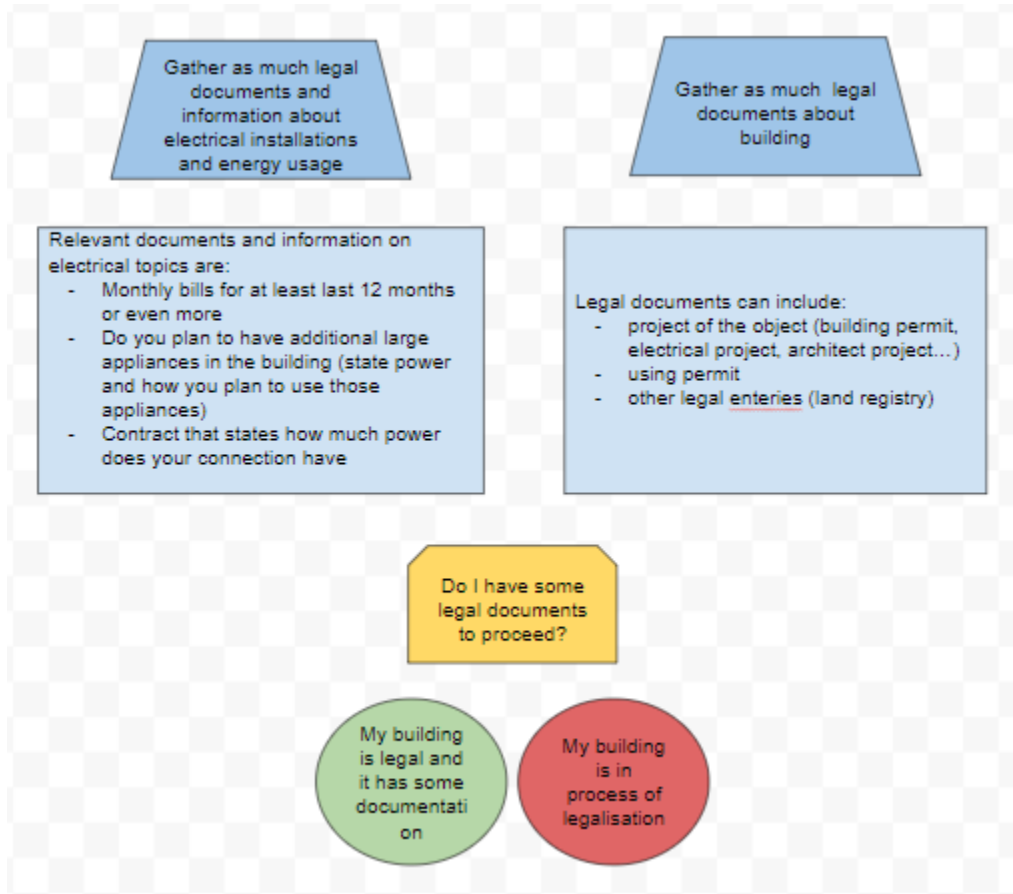 Gather as much legal
documents and
information about
electrical installations
and energy usage
Gather as much legal
documents about
building
Relevant documents and information on
electrical topics are:
- Monthly bills for at least last 12 months
or even more
- Do you plan to have additional large
appliances in the building (state power
and how you plan to use those
appliances)
- Contract that states how much power
does your connection have
Legal documents can include:
- project of the object (building permit,
electrical project, architect project...)
- using permit
- other legal enteries (land registry)
Do I have some
legal documents
to proceed?
My building
is legal and
it has some
documentati
on
My building
is in
process of
legalisation